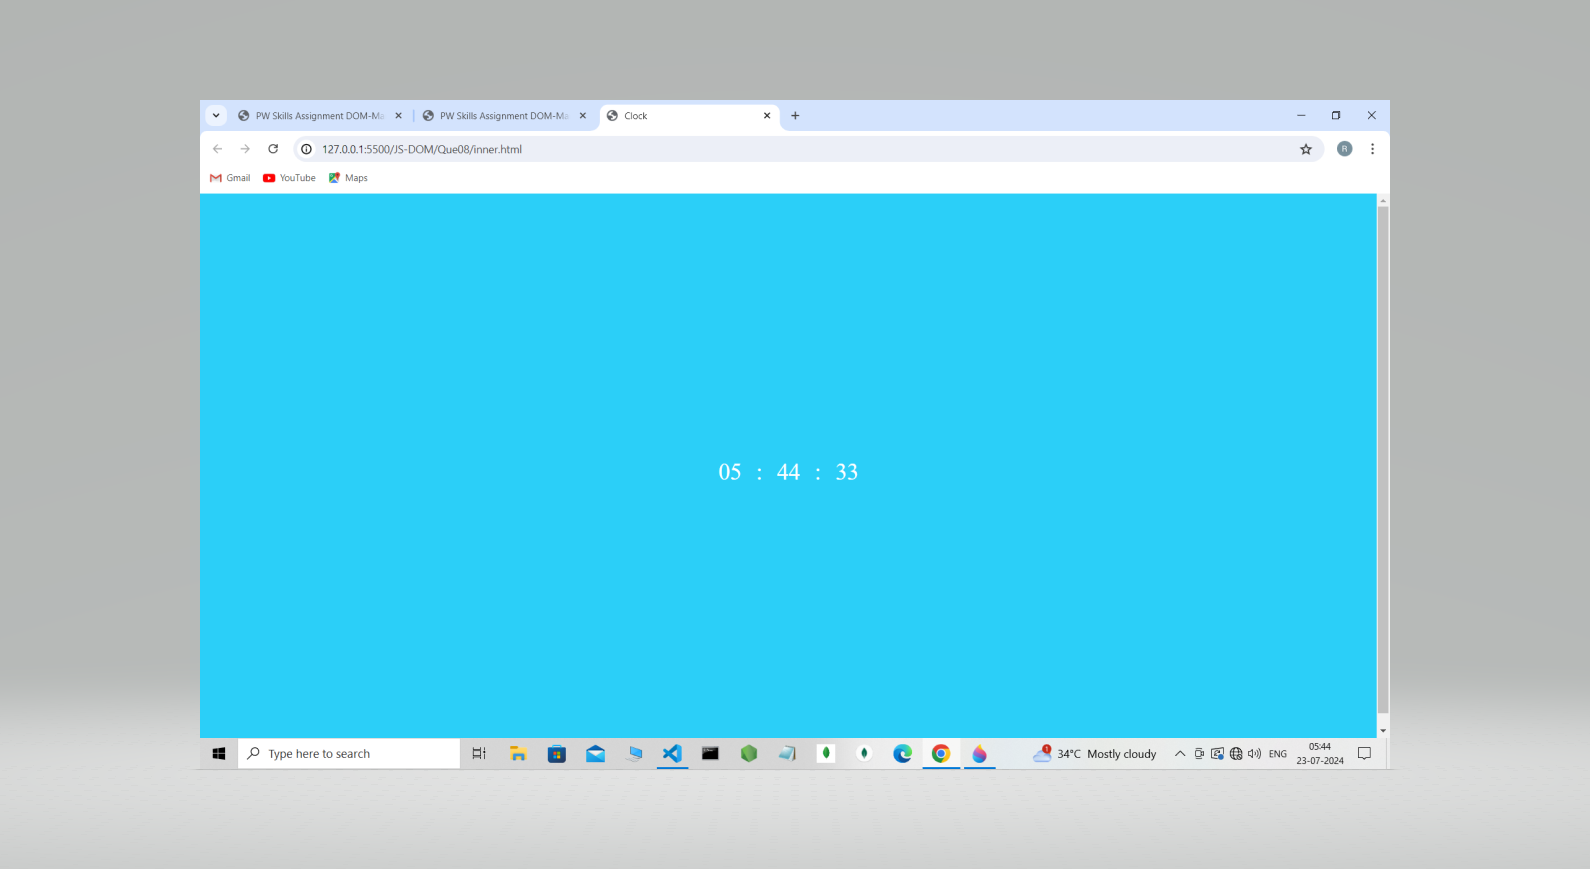 PW Skills Assignment DOM-Ma
PW Skills Assignment DOM-Ma
Clock
127.0.0.1:5500/JS-DOM/Que08/inner.html
R
Gmail
YouTube
Maps
05 : 44 : 33
Type here to search
1
34°C Mostly cloudy
ENG
05:44
23-07-2024